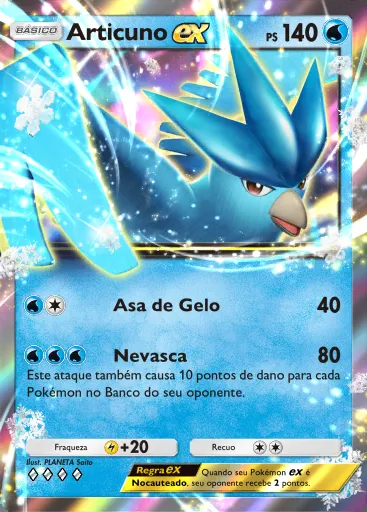 BÁSICO Articuno ex PS 140
Asa de Gelo 40
Nevasca 80
Este ataque também causa 10 pontos de dano para cada
Pokémon no Banco do seu oponente.
Fraqueza +20 Recuo
Ilust. PLANETA Saito
Regra ex Quando seu Pokémon ex é
Nocauteado, seu oponente recebe 2 pontos.